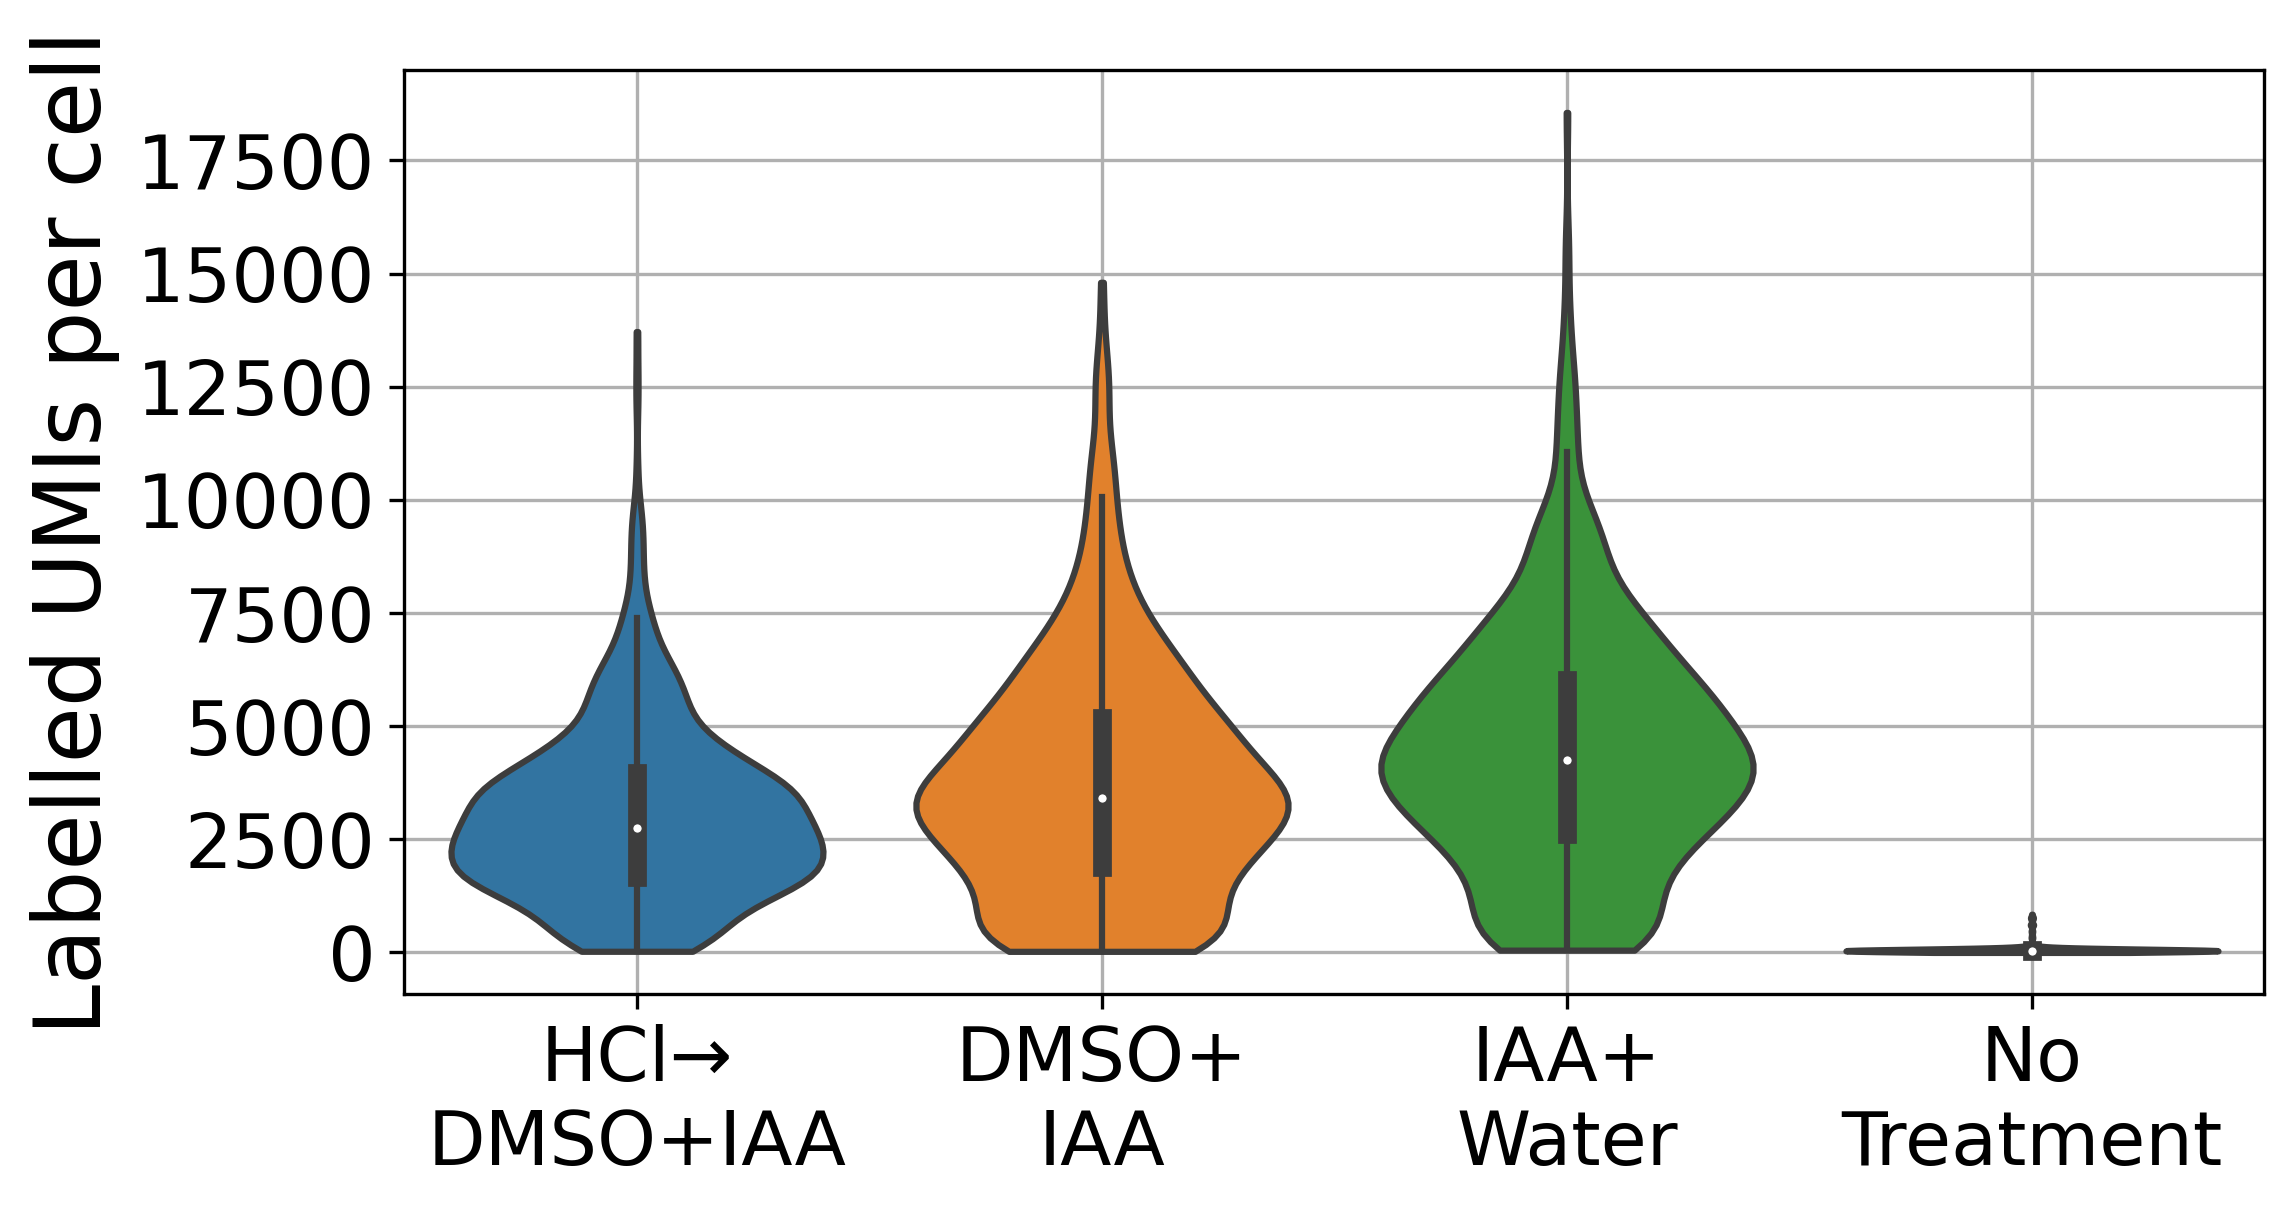 Labelled UMIs per cell
17500
15000
12500
10000
7500
5000
2500
0
HCl→
DMSO+IAA
DMSO+
IAA
IAA+
Water
No
Treatment